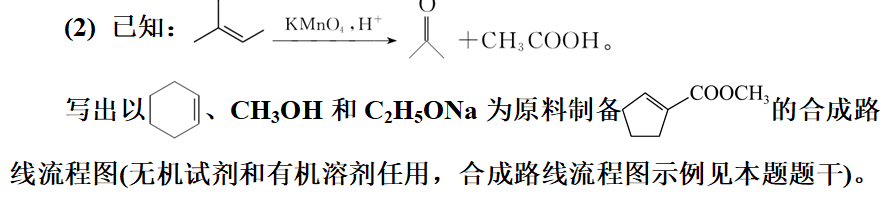 (2) 已知： KMnO₄,H⁺ O +CH₃COOH。
写出以 、CH₃OH 和 C₂H₅ONa 为原料制备 COOCH₃ 的合成路
线流程图(无机试剂和有机溶剂任用，合成路线流程图示例见本题题干)。